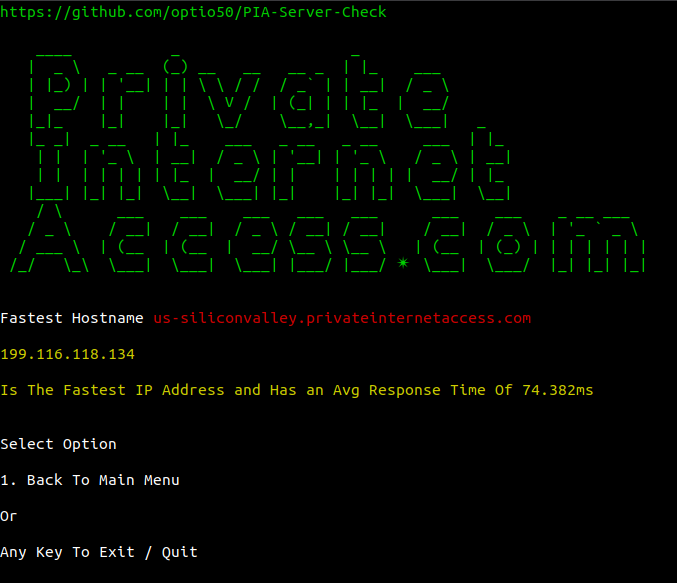 https://github.com/optio50/PIA-Server-Check
Private
Internet
Access.com
Fastest Hostname us-siliconvalley.privateinternetaccess.com
199.116.118.134
Is The Fastest IP Address and Has an Avg Response Time Of 74.382ms
Select Option
1. Back To Main Menu
Or
Any Key To Exit / Quit